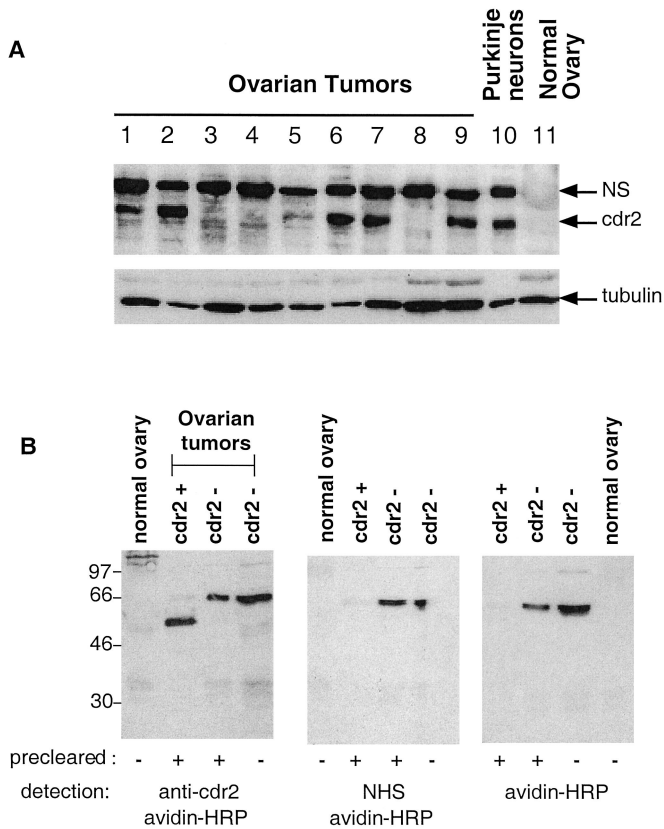 A
Ovarian Tumors
Purkinje neurons
Normal Ovary
1 2 3 4 5 6 7 8 9 10 11
NS
cdr2
tubulin
B
normal ovary
Ovarian tumors
cdr2 +
cdr2 -
cdr2 -
normal ovary
cdr2 +
cdr2 -
cdr2 -
cdr2 +
cdr2 -
cdr2 -
normal ovary
97
66
46
30
precleared : - + + - - + + - + + - -
detection: anti-cdr2 avidin-HRP
NHS avidin-HRP
avidin-HRP